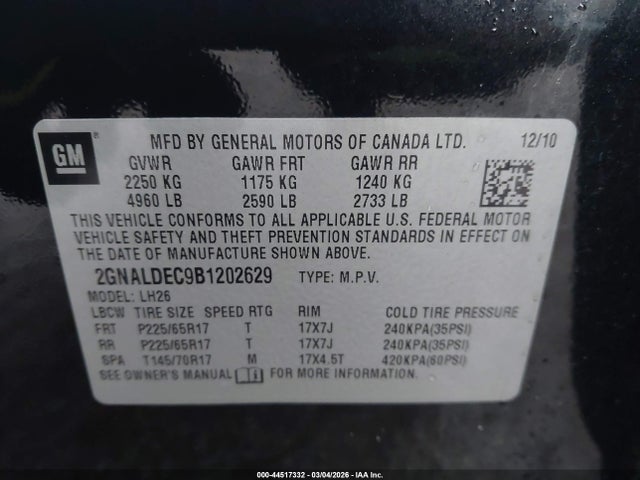 GM ®
MFD BY GENERAL MOTORS OF CANADA LTD. 12/10
GVWR GAWR FRT GAWR RR
2250 KG 1175 KG 1240 KG
4960 LB 2590 LB 2733 LB
THIS VEHICLE CONFORMS TO ALL APPLICABLE U.S. FEDERAL MOTOR
VEHICLE SAFETY AND THEFT PREVENTION STANDARDS IN EFFECT ON
THE DATE OF MANUFACTURE SHOWN ABOVE.
2GNALDEC9B1202629 TYPE: M.P.V.
MODEL: LH26
LBCW TIRE SIZE SPEED RTG RIM COLD TIRE PRESSURE
FRT P225/65R17 T 17X7J 240KPA(35PSI)
RR P225/65R17 T 17X7J 240KPA(35PSI)
SPA T145/70R17 M 17X4.5T 420KPA(60PSI)
SEE OWNER'S MANUAL FOR MORE INFORMATION.
000-44517332 - 03/04/2026 - IAA Inc.